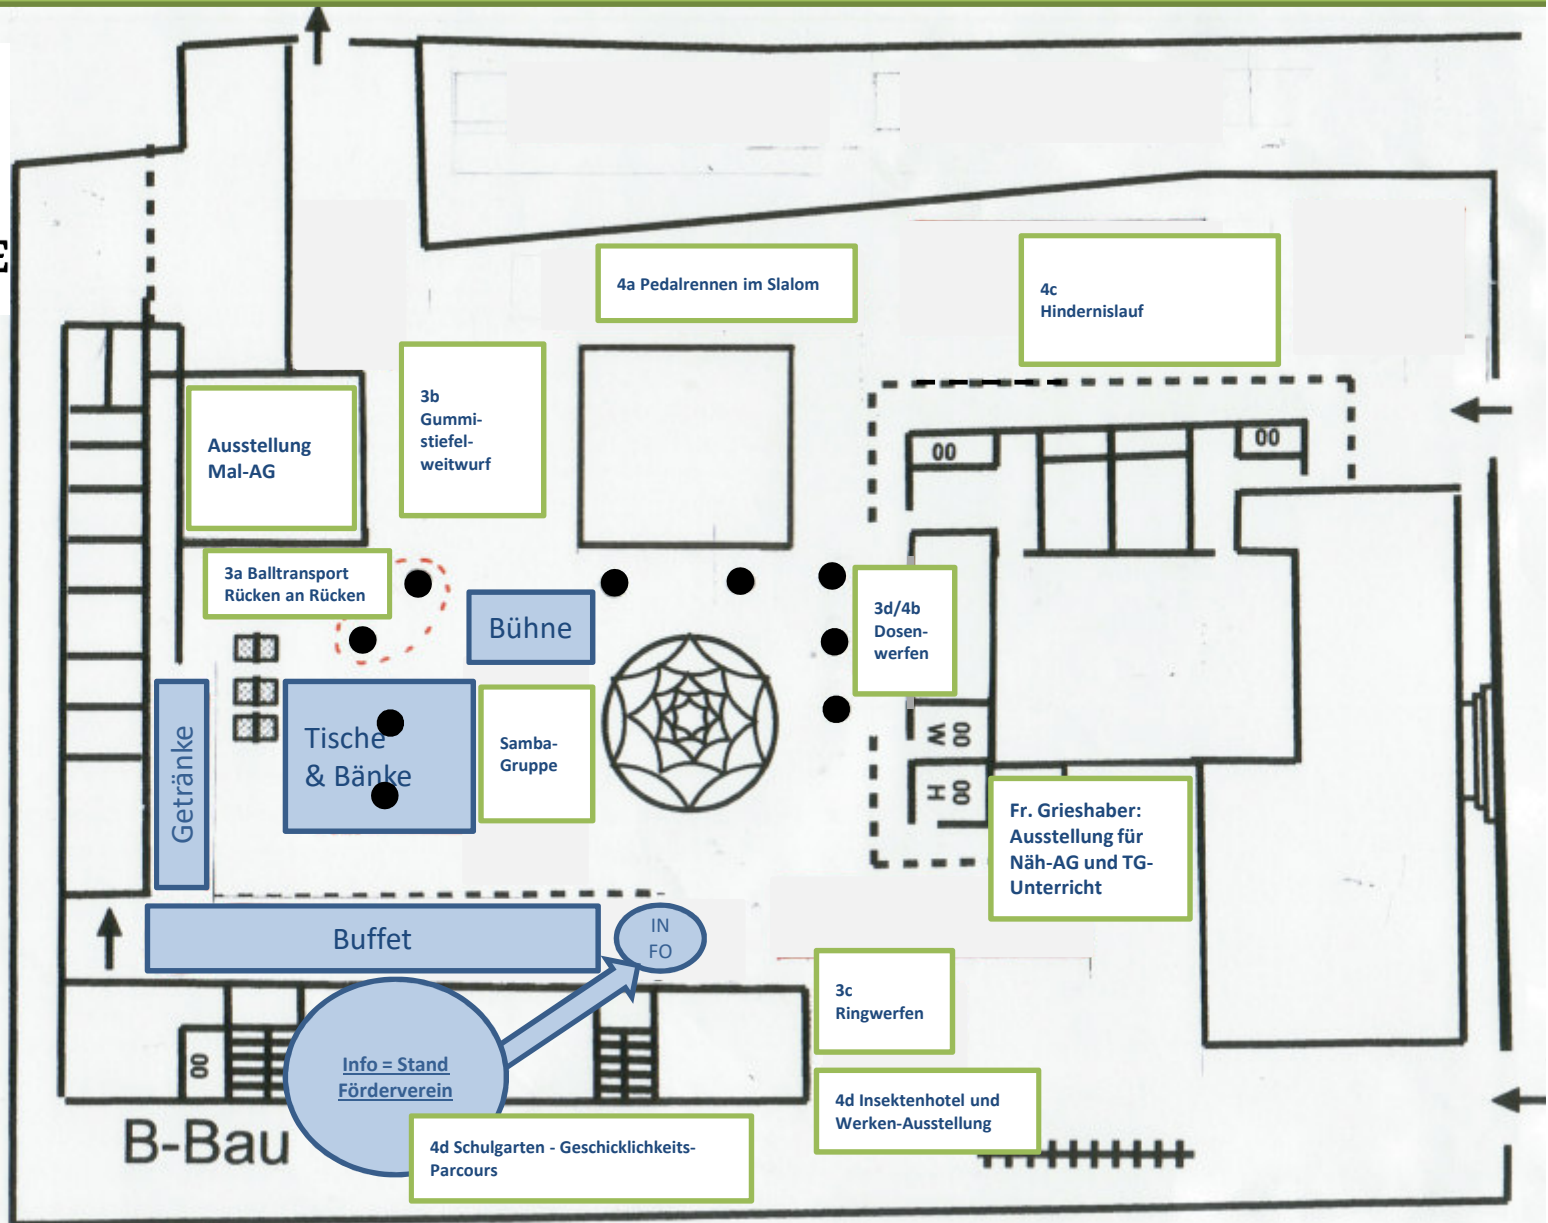 E
4a Pedalrennen im Slalom
4c
Hindernislauf
3b
Gummi-
stiefel-
weitwurf
Ausstellung
Mal-AG
00
00
3a Balltransport
Rücken an Rücken
Bühne
3d/4b
Dosen-
werfen
Getränke
Tische
& Bänke
Samba-
Gruppe
00
W
00
H
Fr. Grieshaber:
Ausstellung für
Näh-AG und TG-
Unterricht
Buffet
IN
FO
3c
Ringwerfen
00
Info = Stand
Förderverein
4d Insektenhotel und
Werken-Ausstellung
B-Bau
4d Schulgarten - Geschicklichkeits-
Parcours